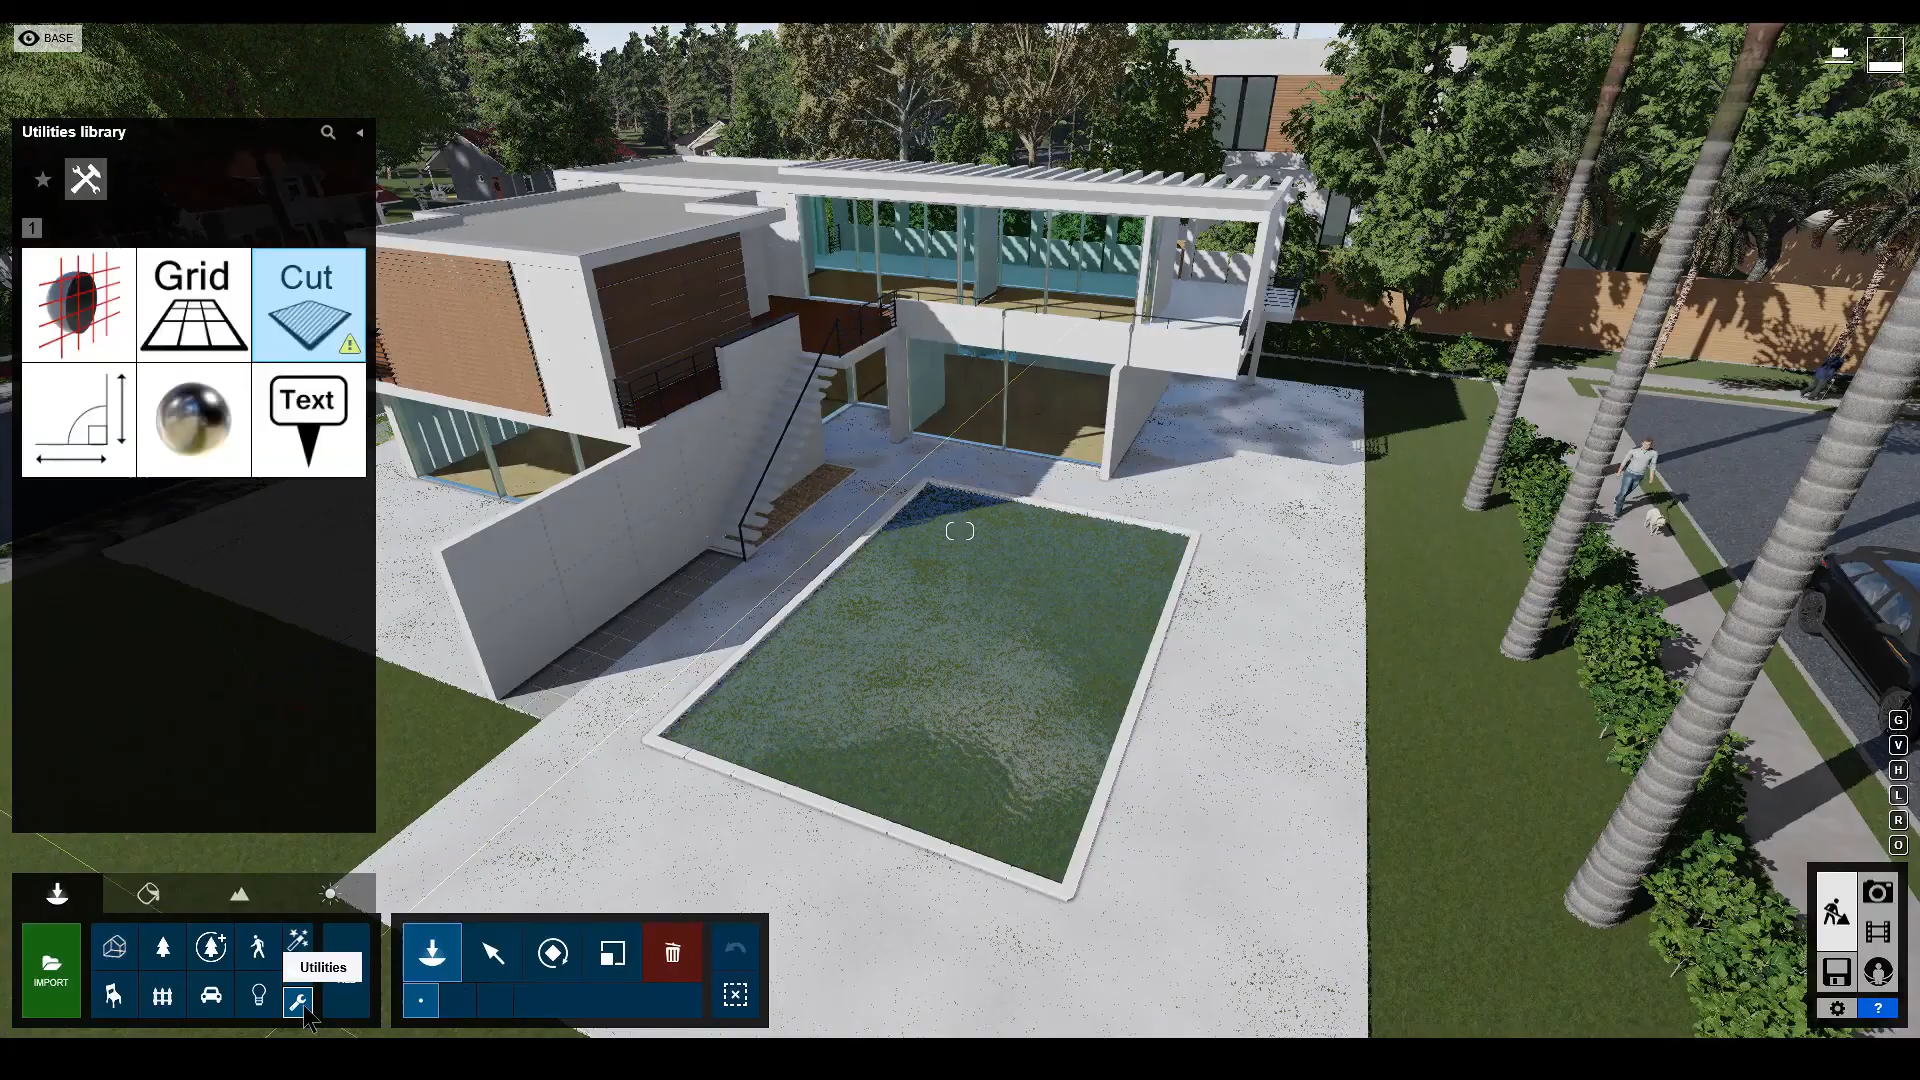 BASE
Utilities library
1
Grid
Cut
Text
G
V
H
L
R
O
Utilities
IMPORT
?